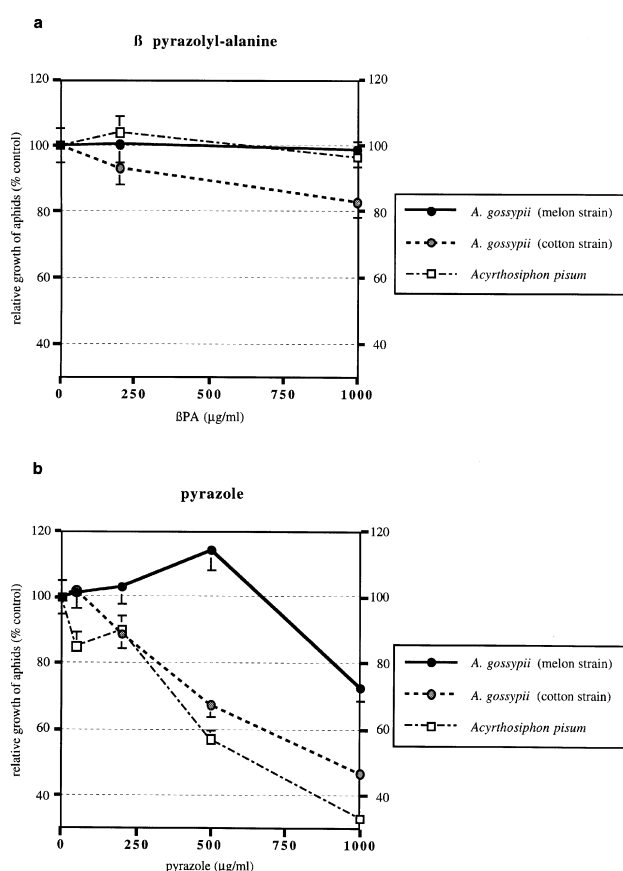 a
ß pyrazolyl-alanine
120
100
80
60
40
120
100
80
60
40
relative growth of aphids (% control)
0 250 500 750 1000
ßPA (µg/ml)
A. gossypii (melon strain)
A. gossypii (cotton strain)
Acyrthosiphon pisum
b
pyrazole
120
100
80
60
40
120
100
80
60
40
relative growth of aphids (% control)
0 250 500 750 1000
pyrazole (µg/ml)
A. gossypii (melon strain)
A. gossypii (cotton strain)
Acyrthosiphon pisum